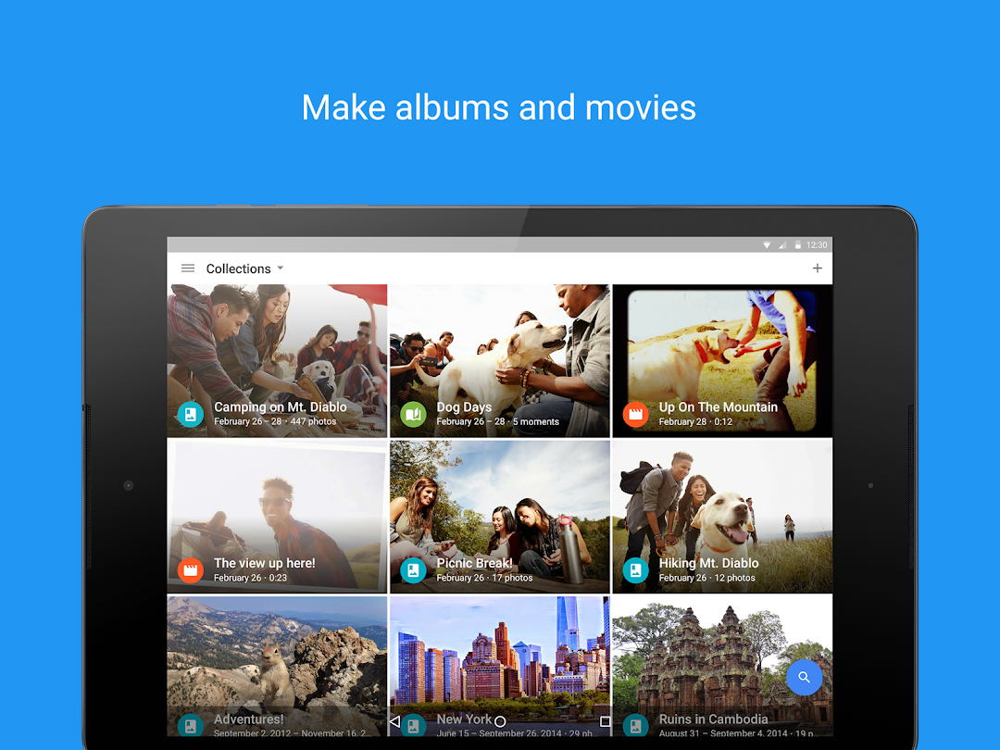 Make albums and movies
12:30
Collections
Camping on Mt. Diablo
February 26 – 28 · 447 photos
Dog Days
February 26 – 28 · 5 moments
Up On The Mountain
February 28 · 0:12
The view up here!
February 26 · 0:23
Picnic Break!
February 26 · 17 photos
Hiking Mt. Diablo
February 26 · 12 photos
Adventures!
September 2, 2012 – November 16, 2...
New York
June 15 – September 26, 2014 · 29 ph...
Ruins in Cambodia
August 31 – September 4, 2014 · 19 p...